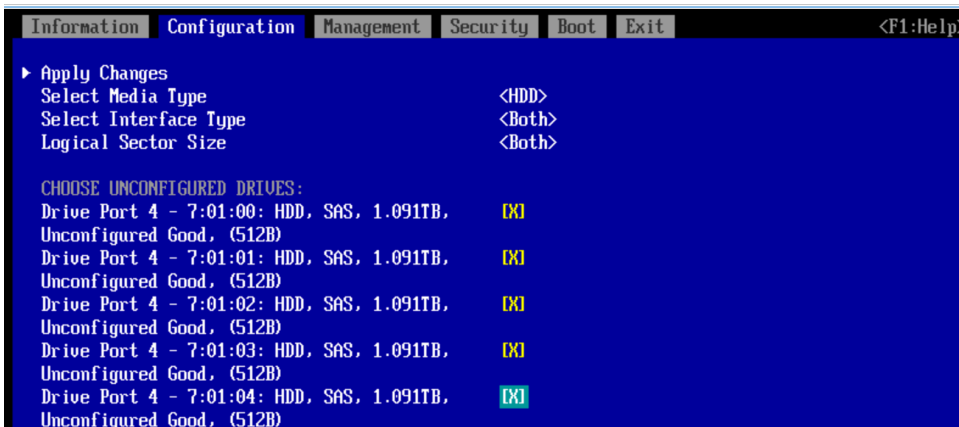 Information Configuration Management Security Boot Exit <F1:Help>
Apply Changes
Select Media Type <HDD>
Select Interface Type <Both>
Logical Sector Size <Both>
CHOOSE UNCONFIGURED DRIVES:
Drive Port 4 - 7:01:00: HDD, SAS, 1.091TB, [X]
Unconfigured Good, (512B)
Drive Port 4 - 7:01:01: HDD, SAS, 1.091TB, [X]
Unconfigured Good, (512B)
Drive Port 4 - 7:01:02: HDD, SAS, 1.091TB, [X]
Unconfigured Good, (512B)
Drive Port 4 - 7:01:03: HDD, SAS, 1.091TB, [X]
Unconfigured Good, (512B)
Drive Port 4 - 7:01:04: HDD, SAS, 1.091TB, [X]
Unconfigured Good, (512B)